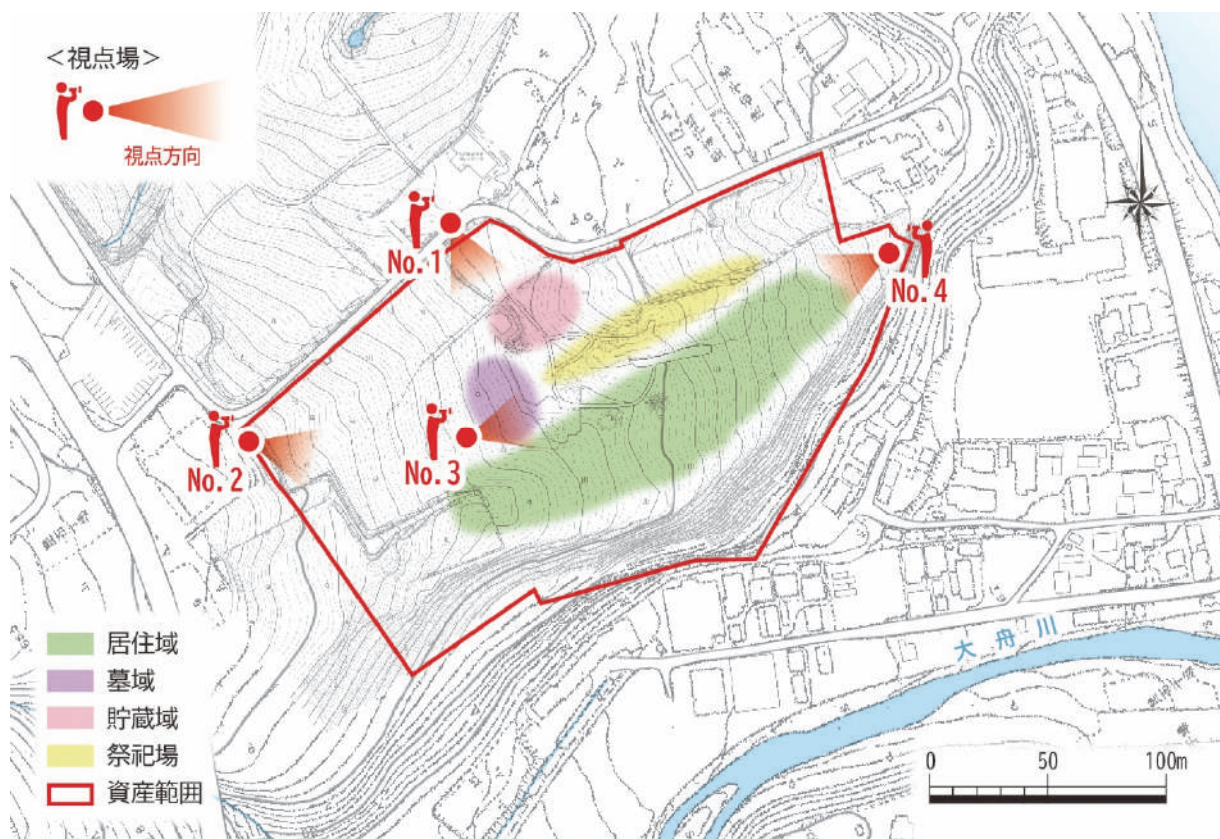 ＜視点場＞
視点方向
No. 1
No. 4
No. 2
No. 3
大舟川
居住域
墓域
貯蔵域
祭祀場
資産範囲
0 50 100m